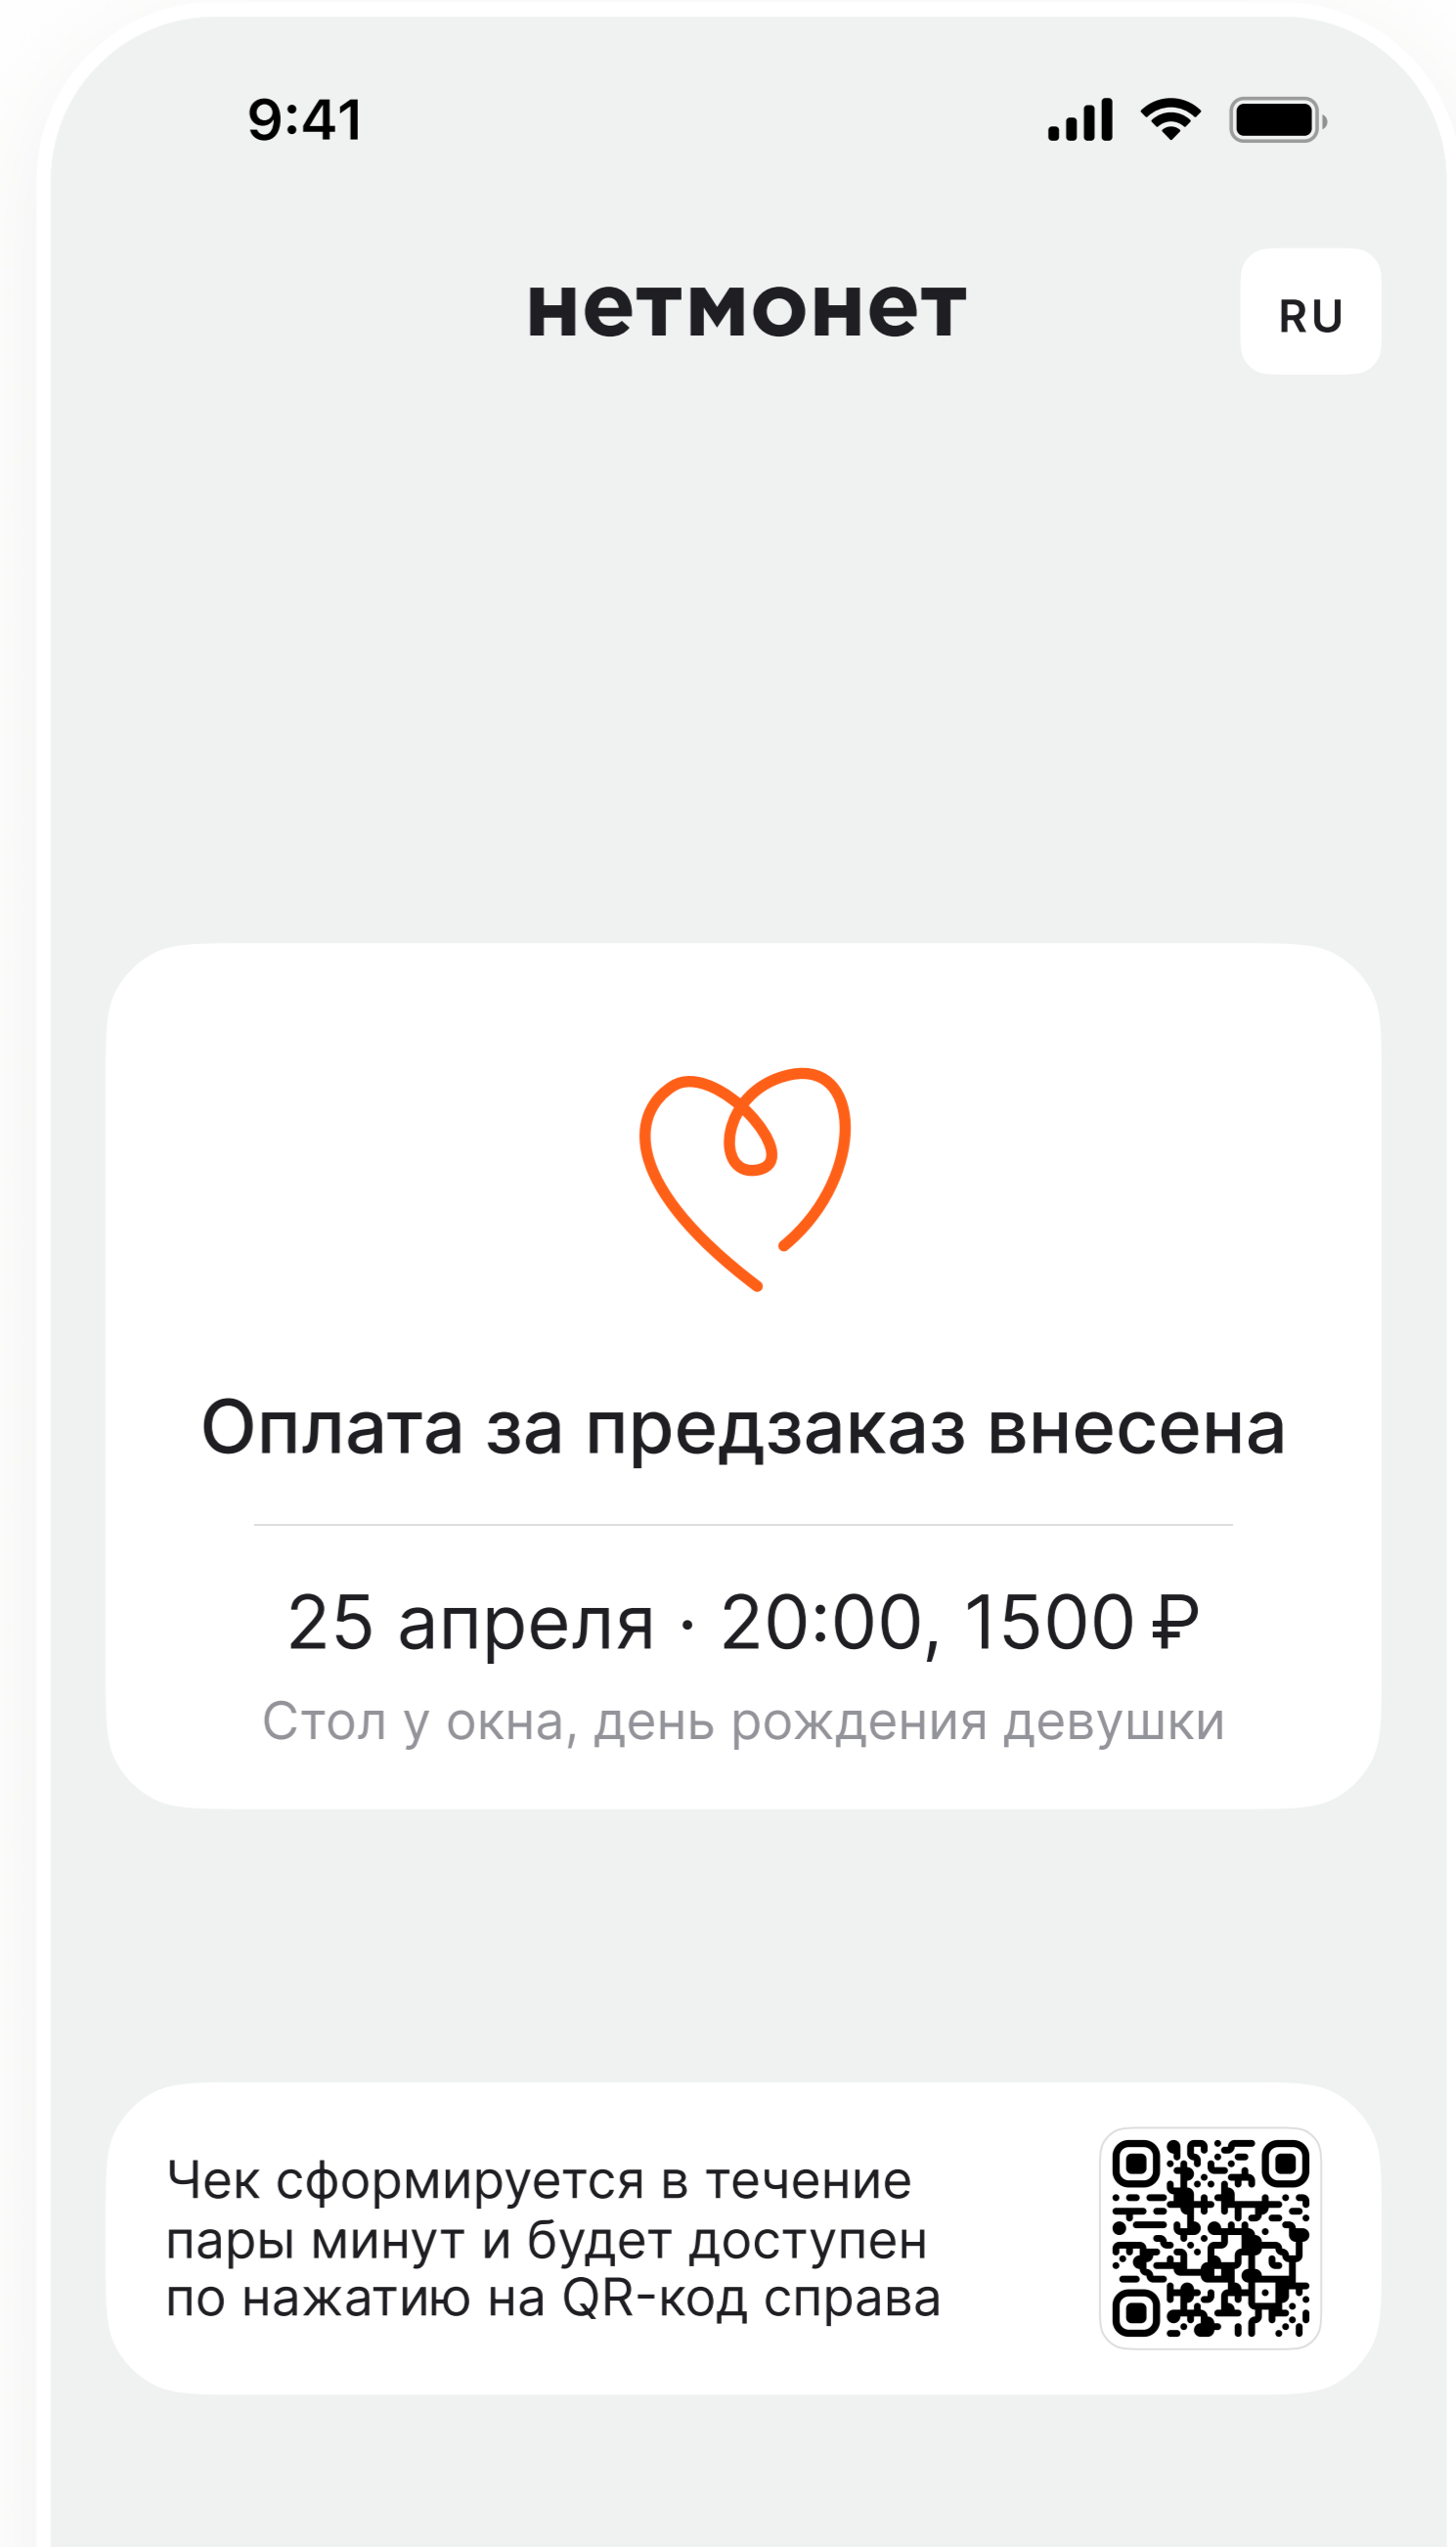 9:41
нетмонет
RU
Оплата за предзаказ внесена
25 апреля · 20:00, 1500 ₽
Стол у окна, день рождения девушки
Чек сформируется в течение
пары минут и будет доступен
по нажатию на QR-код справа